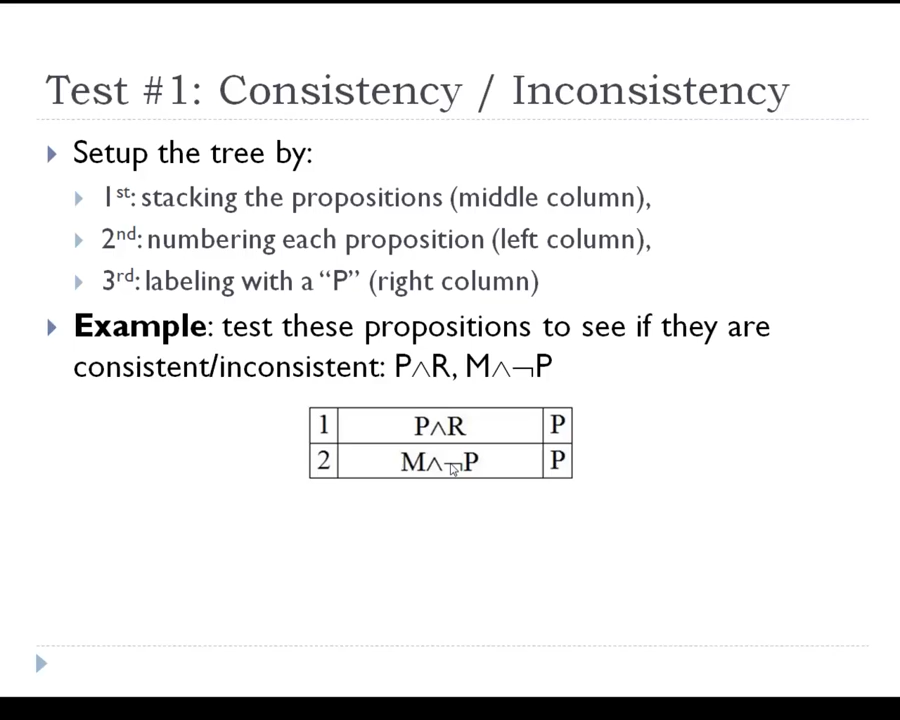 Test #1: Consistency / Inconsistency
Setup the tree by:
1st: stacking the propositions (middle column),
2nd: numbering each proposition (left column),
3rd: labeling with a “P” (right column)
Example: test these propositions to see if they are
consistent/inconsistent: P∧R, M∧¬P
1 P∧R P
2 M∧¬P P